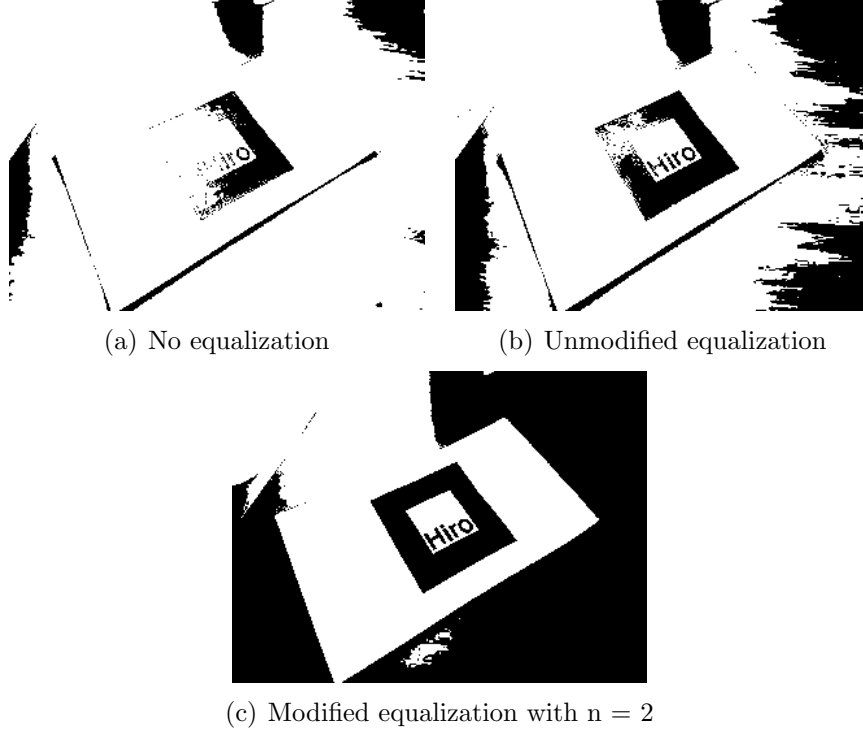 Hiro
(a) No equalization
Hiro
(b) Unmodified equalization
Hiro
(c) Modified equalization with n = 2